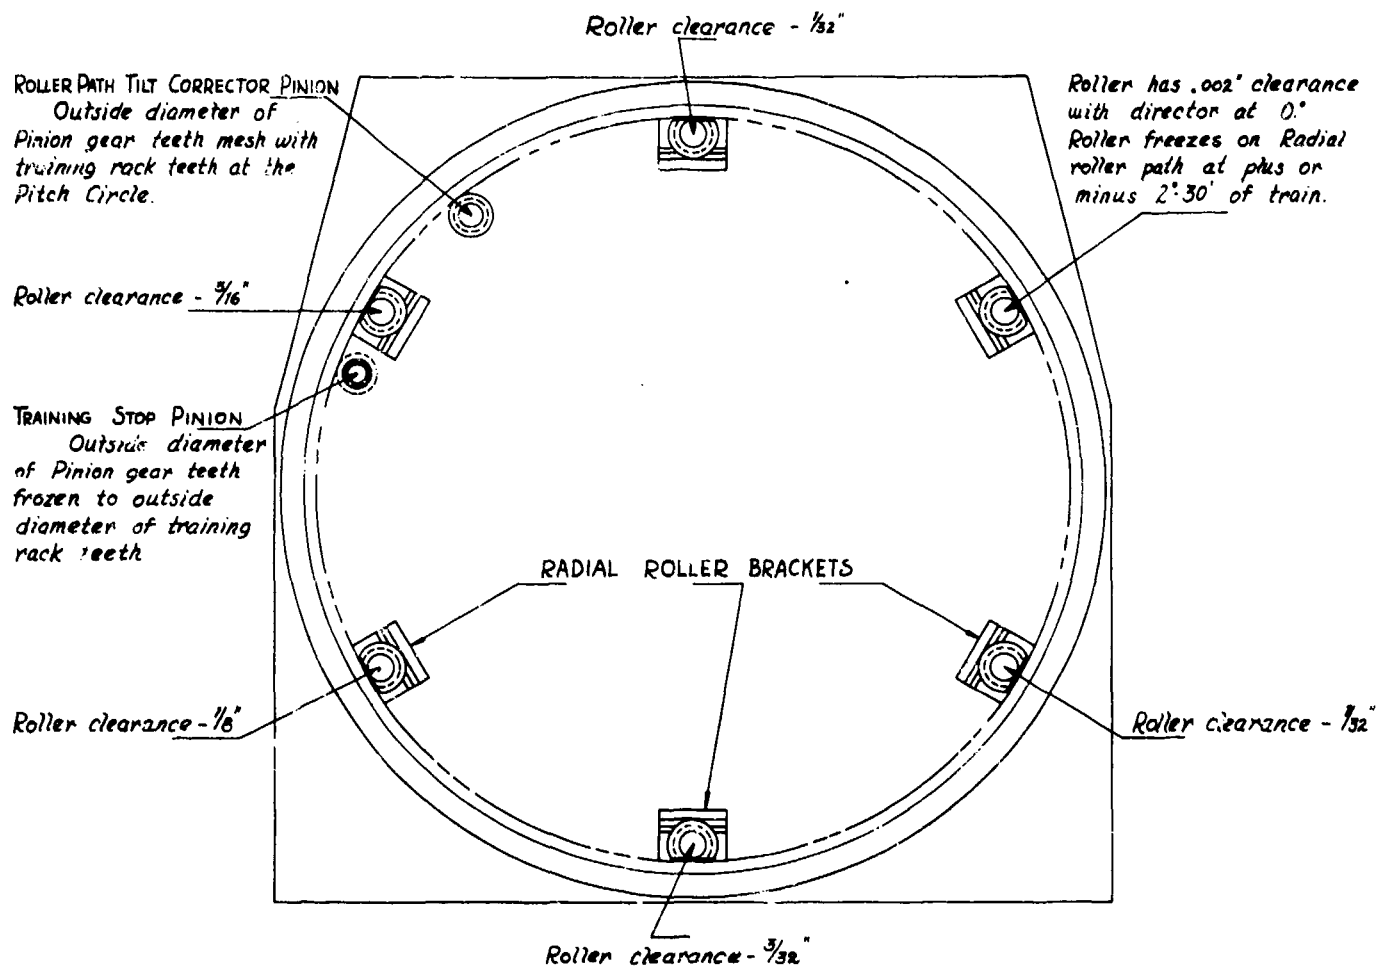 Roller clearance - 1/32"
ROLLER PATH TILT CORRECTOR PINION
Outside diameter of
Pinion gear teeth mesh with
training rack teeth at the
Pitch Circle.
Roller has .002" clearance
with director at 0.°
Roller freezes on Radial
roller path at plus or
minus 2°-30' of train.
Roller clearance - 3/16"
TRAINING STOP PINION
Outside diameter
of Pinion gear teeth
frozen to outside
diameter of training
rack teeth
RADIAL ROLLER BRACKETS
Roller clearance - 1/8"
Roller clearance - 1/32"
Roller clearance - 3/32"